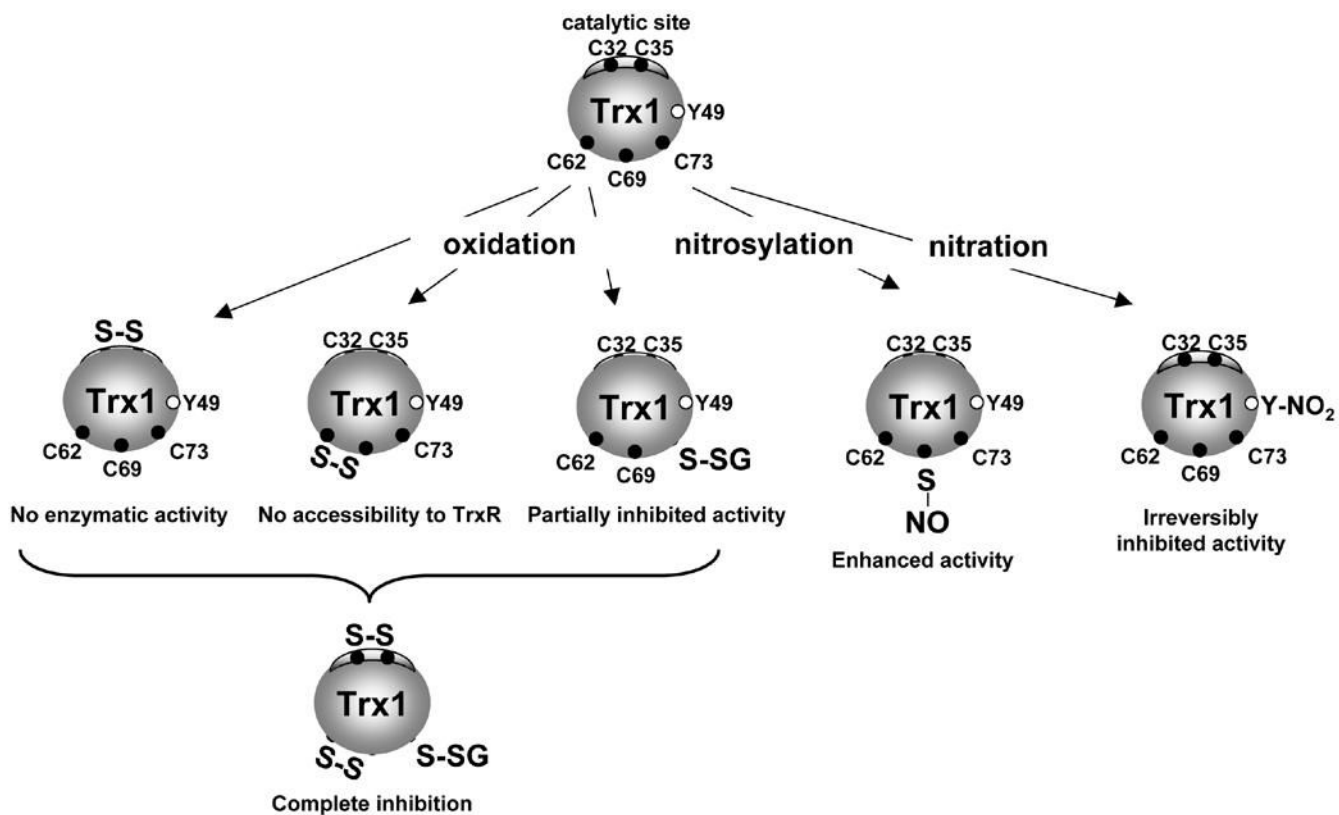 catalytic site
C32 C35
Trx1
Y49
C62
C69
C73
oxidation
nitrosylation
nitration
S-S
Trx1
Y49
C62
C69
C73
No enzymatic activity
C32 C35
Trx1
Y49
S-S
C73
No accessibility to TrxR
C32 C35
Trx1
Y49
C62
C69
S-SG
Partially inhibited activity
C32 C35
Trx1
Y49
C62
C73
S
NO
Enhanced activity
C32 C35
Trx1
Y-NO₂
C62
C69
C73
Irreversibly
inhibited activity
S-S
Trx1
S-S
S-SG
Complete inhibition